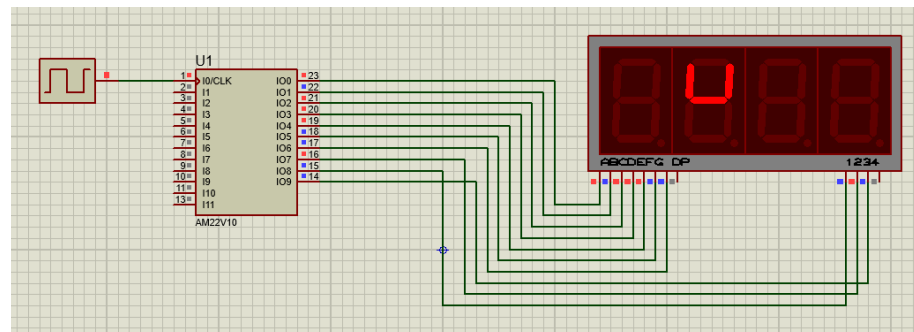 U1
1 I0/CLK IO0 23
2 I1 IO1 22
3 I2 IO2 21
4 I3 IO3 20
5 I4 IO4 19
6 I5 IO5 18
7 I6 IO6 17
8 I7 IO7 16
9 I8 IO8 15
10 I9 IO9 14
11 I10
13 I11
AM22V10
ABCDEFG DP 1234